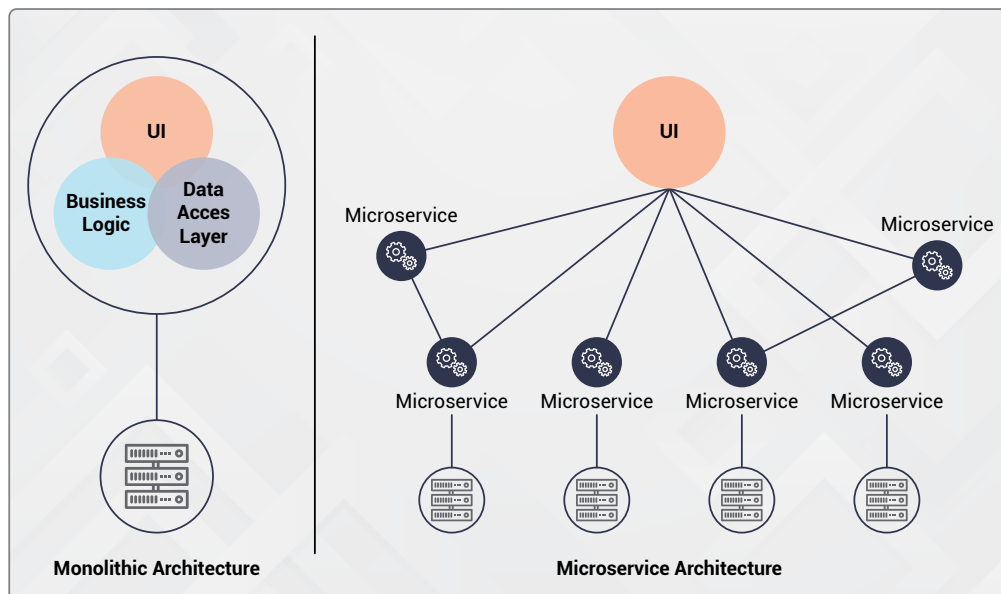 UI
Business
Logic
Data
Acces
Layer
Monolithic Architecture
UI
Microservice
Microservice
Microservice
Microservice
Microservice
Microservice
Microservice Architecture